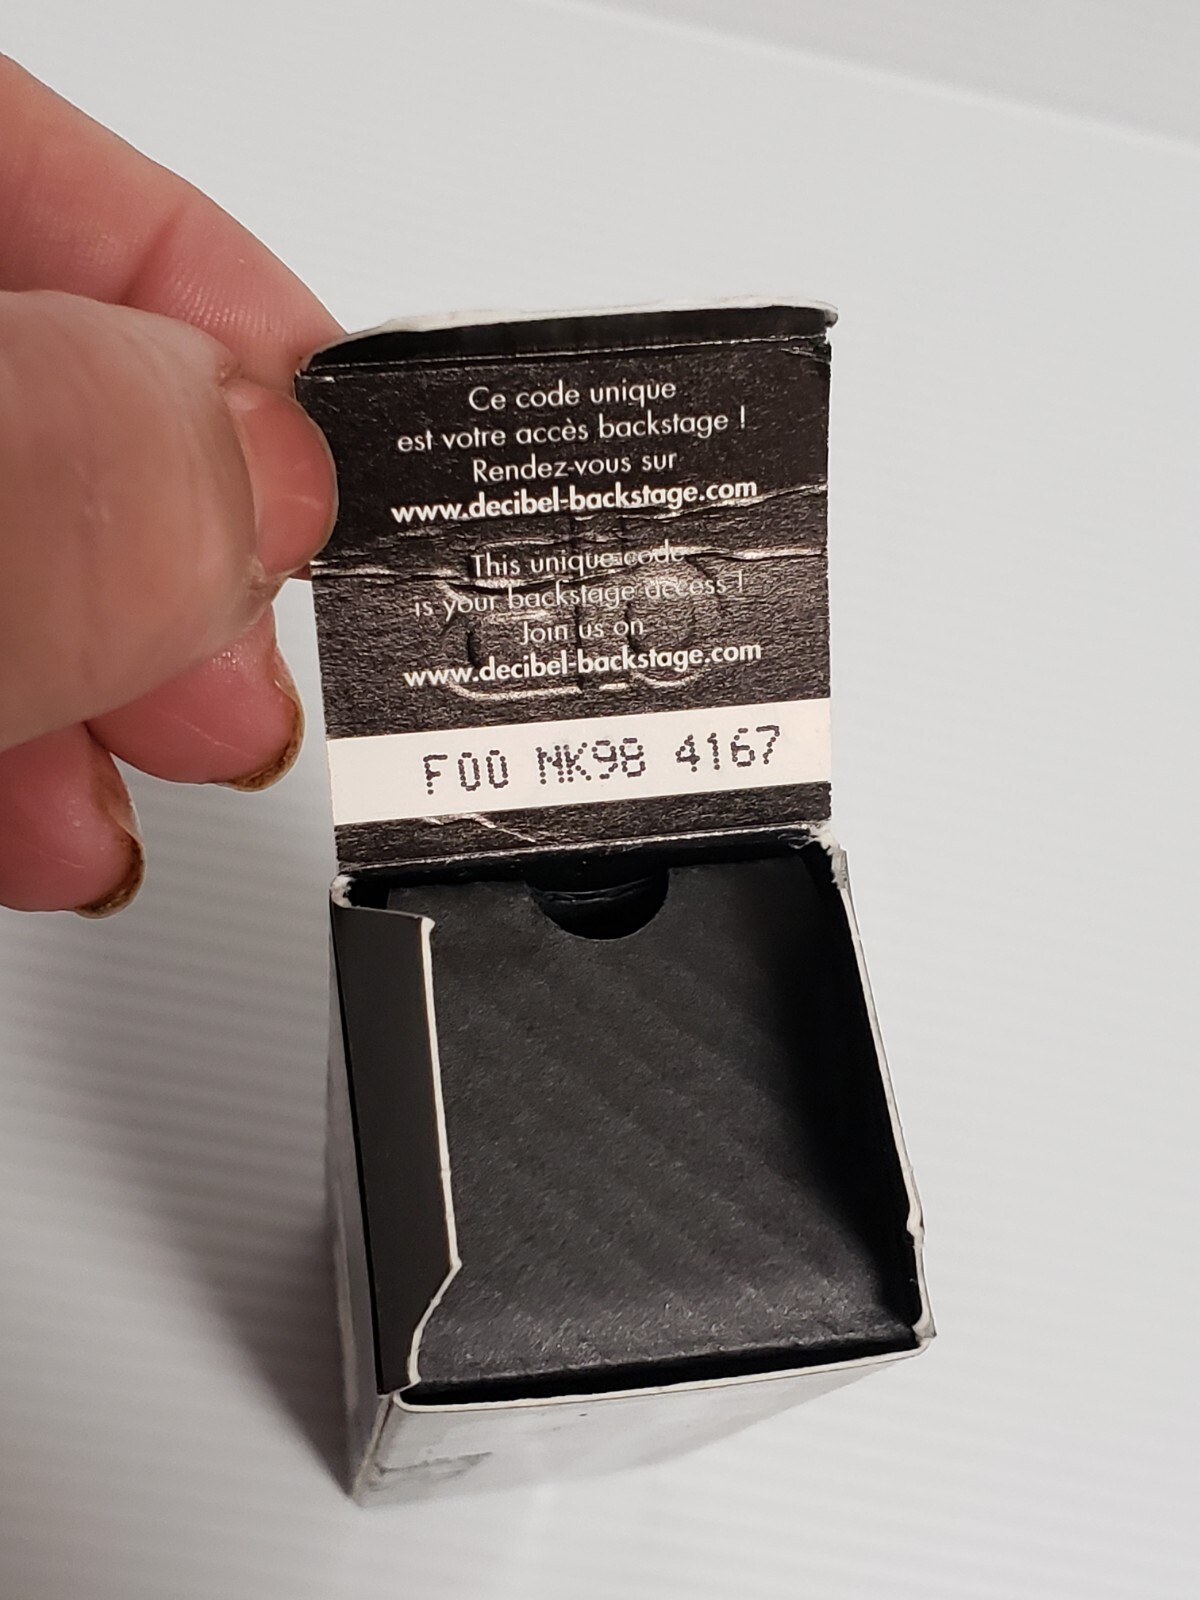 Ce code unique
est votre accès backstage !
Rendez-vous sur
www.decibel-backstage.com
This unique code
is your backstage access !
Join us on
www.decibel-backstage.com
F00 NK98 4167